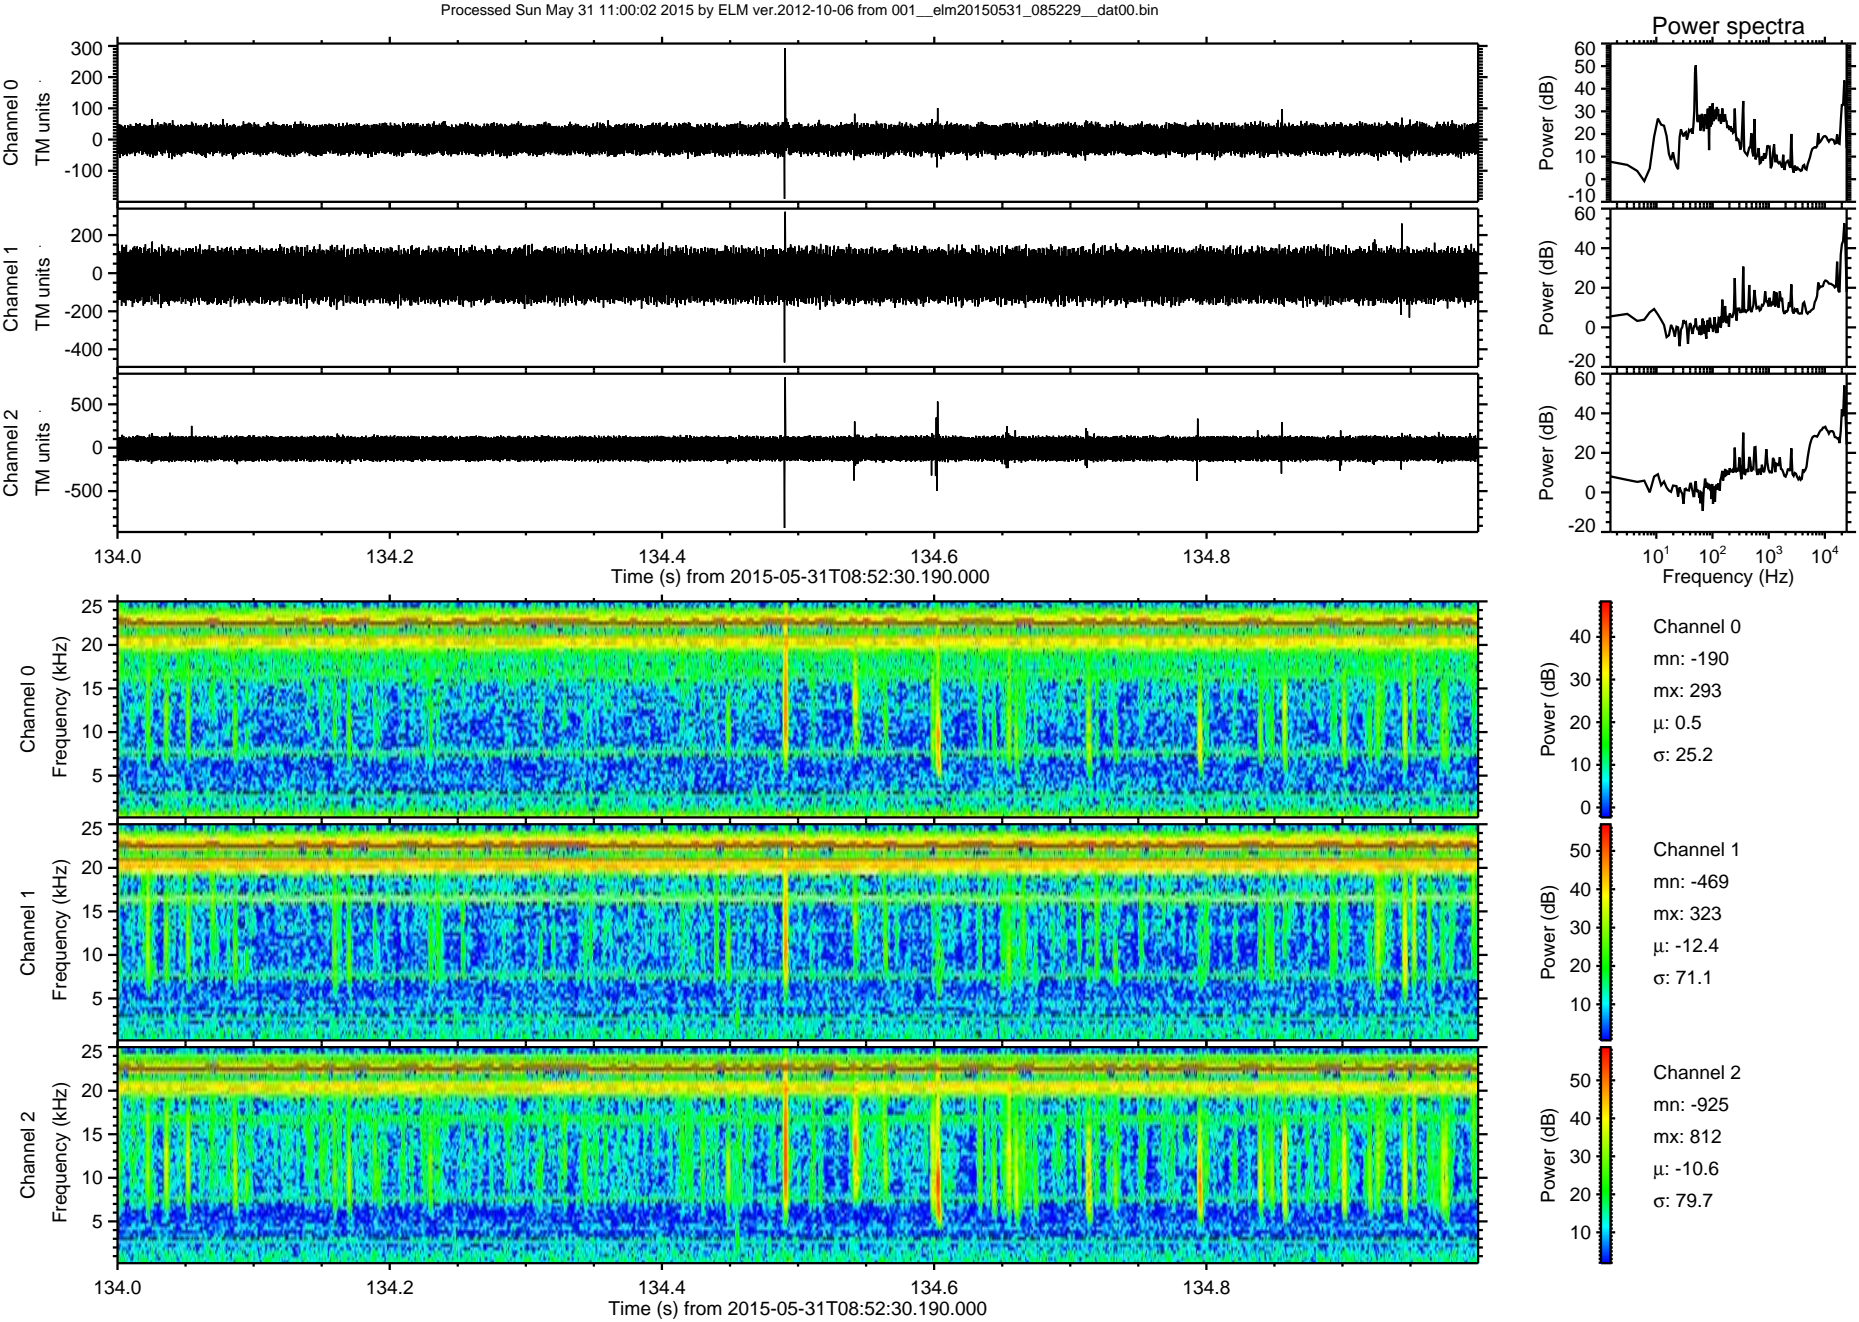 Processed Sun May 31 11:00:02 2015 by ELM ver.2012-10-06 from 001__elm20150531_085229__dat00.bin
Power spectra
Channel 0
TM units
300
200
100
0
-100
Power (dB)
60
50
40
30
20
10
0
-10
Channel 1
TM units
200
0
-200
-400
Power (dB)
60
40
20
0
-20
Channel 2
TM units
500
0
-500
Power (dB)
60
40
20
0
-20
134.0 134.2 134.4 134.6 134.8
Time (s) from 2015-05-31T08:52:30.190.000
10^1 10^2 10^3 10^4
Frequency (Hz)
Channel 0
Frequency (kHz)
25
20
15
10
5
Power (dB)
40
30
20
10
0
Channel 0
mn: -190
mx: 293
μ: 0.5
σ: 25.2
Channel 1
Frequency (kHz)
25
20
15
10
5
Power (dB)
50
40
30
20
10
Channel 1
mn: -469
mx: 323
μ: -12.4
σ: 71.1
Channel 2
Frequency (kHz)
25
20
15
10
5
Power (dB)
50
40
30
20
10
Channel 2
mn: -925
mx: 812
μ: -10.6
σ: 79.7
134.0 134.2 134.4 134.6 134.8
Time (s) from 2015-05-31T08:52:30.190.000